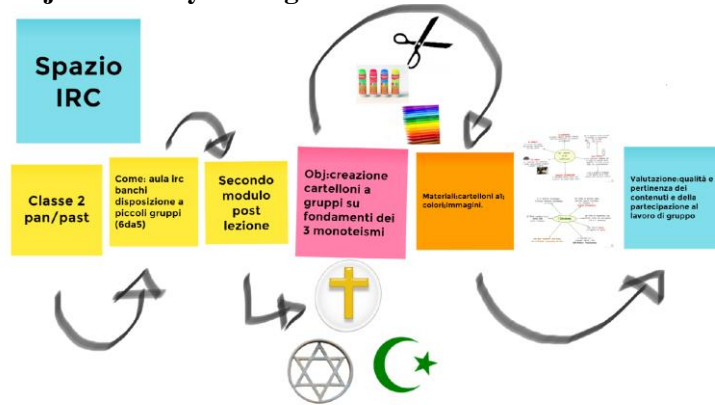 Spazio
IRC
Classe 2
pan/past
Come: aula irc
banchi
disposizione a
piccoli gruppi
(6da5)
Secondo
modulo
post
lezione
Obj:creazione
cartelloni a
gruppi su
fondamenti dei
3 monoteismi
Materiali:cartelloni a1;
colori/immagini.
Valutazione:qualità e
pertinenza dei
contenuti e della
partecipazione al
lavoro di gruppo